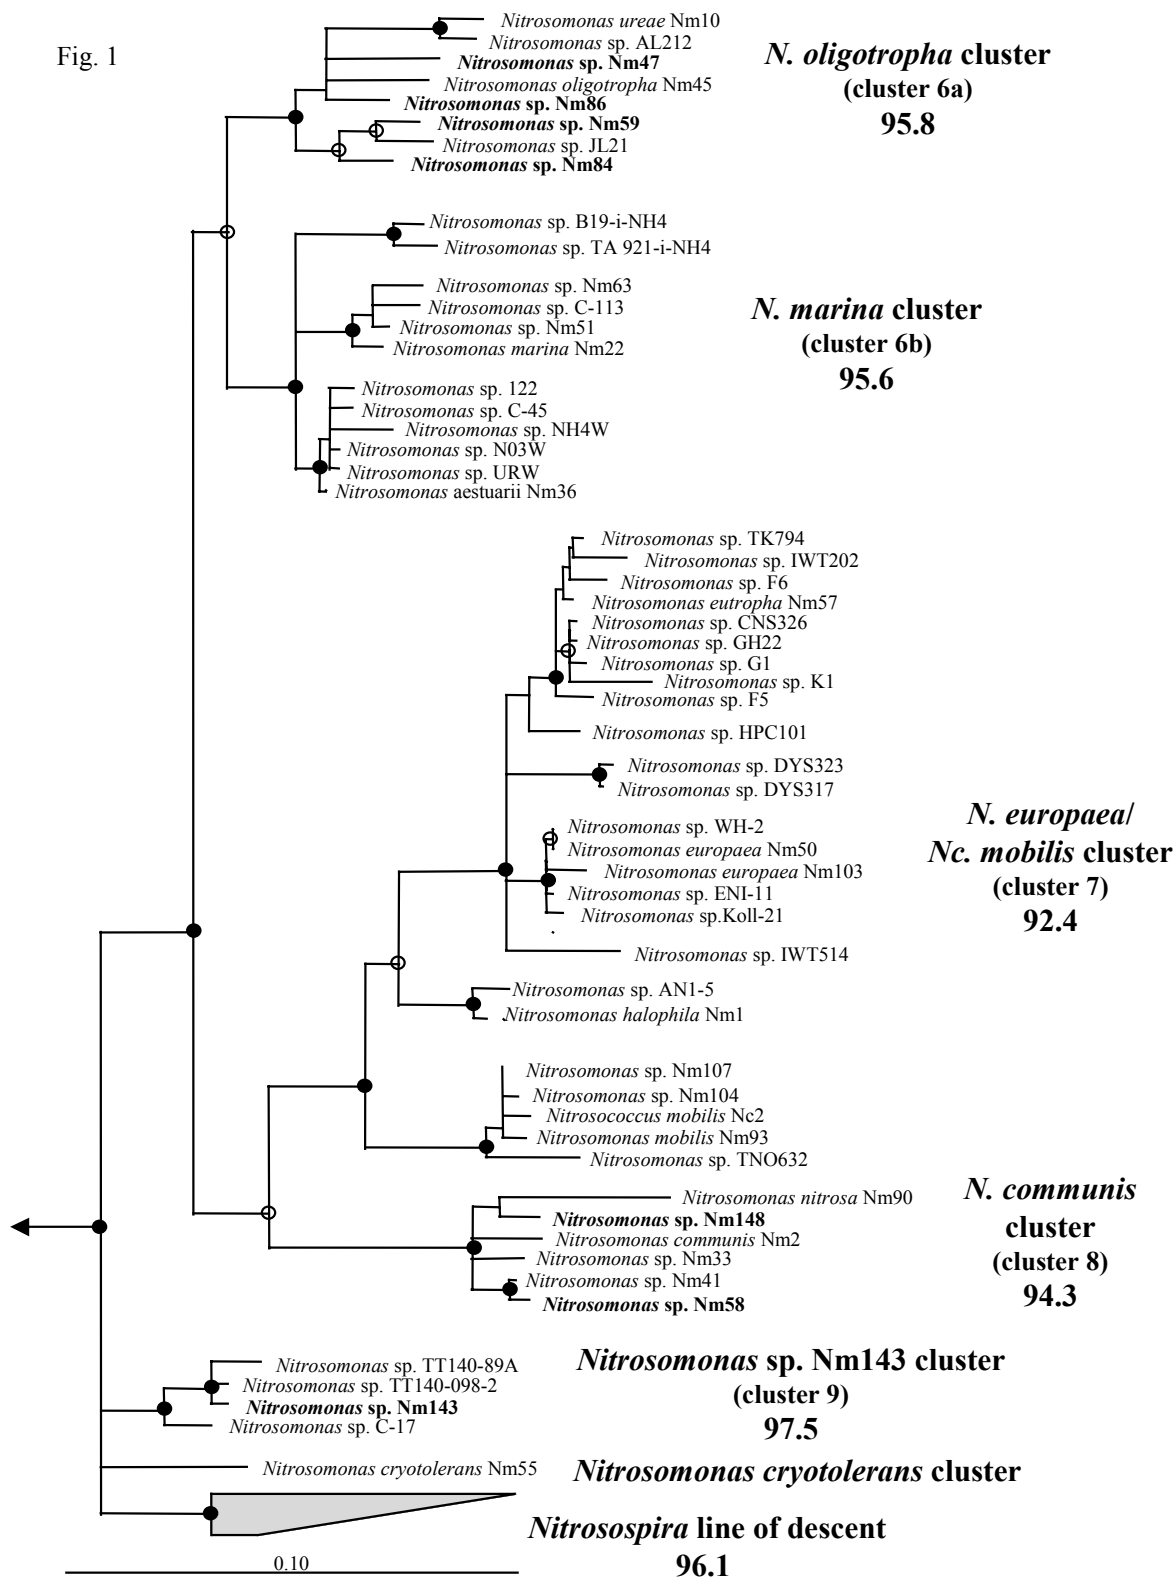 Fig. 1
Nitrosomonas ureae Nm10
Nitrosomonas sp. AL212
Nitrosomonas sp. Nm47
Nitrosomonas oligotropha Nm45
Nitrosomonas sp. Nm86
Nitrosomonas sp. Nm59
Nitrosomonas sp. JL21
Nitrosomonas sp. Nm84
N. oligotropha cluster
(cluster 6a)
95.8
Nitrosomonas sp. B19-i-NH4
Nitrosomonas sp. TA 921-i-NH4
Nitrosomonas sp. Nm63
Nitrosomonas sp. C-113
Nitrosomonas sp. Nm51
Nitrosomonas marina Nm22
Nitrosomonas sp. 122
Nitrosomonas sp. C-45
Nitrosomonas sp. NH4W
Nitrosomonas sp. N03W
Nitrosomonas sp. URW
Nitrosomonas aestuarii Nm36
N. marina cluster
(cluster 6b)
95.6
Nitrosomonas sp. TK794
Nitrosomonas sp. IWT202
Nitrosomonas sp. F6
Nitrosomonas eutropha Nm57
Nitrosomonas sp. CNS326
Nitrosomonas sp. GH22
Nitrosomonas sp. G1
Nitrosomonas sp. K1
Nitrosomonas sp. F5
Nitrosomonas sp. HPC101
Nitrosomonas sp. DYS323
Nitrosomonas sp. DYS317
Nitrosomonas sp. WH-2
Nitrosomonas europaea Nm50
Nitrosomonas europaea Nm103
Nitrosomonas sp. ENI-11
Nitrosomonas sp.Koll-21
Nitrosomonas sp. IWT514
Nitrosomonas sp. AN1-5
Nitrosomonas halophila Nm1
Nitrosomonas sp. Nm107
Nitrosomonas sp. Nm104
Nitrosococcus mobilis Nc2
Nitrosomonas mobilis Nm93
Nitrosomonas sp. TNO632
N. europaea/
Nc. mobilis cluster
(cluster 7)
92.4
Nitrosomonas nitrosa Nm90
Nitrosomonas sp. Nm148
Nitrosomonas communis Nm2
Nitrosomonas sp. Nm33
Nitrosomonas sp. Nm41
Nitrosomonas sp. Nm58
N. communis
cluster
(cluster 8)
94.3
Nitrosomonas sp. TT140-89A
Nitrosomonas sp. TT140-098-2
Nitrosomonas sp. Nm143
Nitrosomonas sp. C-17
Nitrosomonas sp. Nm143 cluster
(cluster 9)
97.5
Nitrosomonas cryotolerans Nm55
Nitrosomonas cryotolerans cluster
Nitrosospira line of descent
96.1
0.10